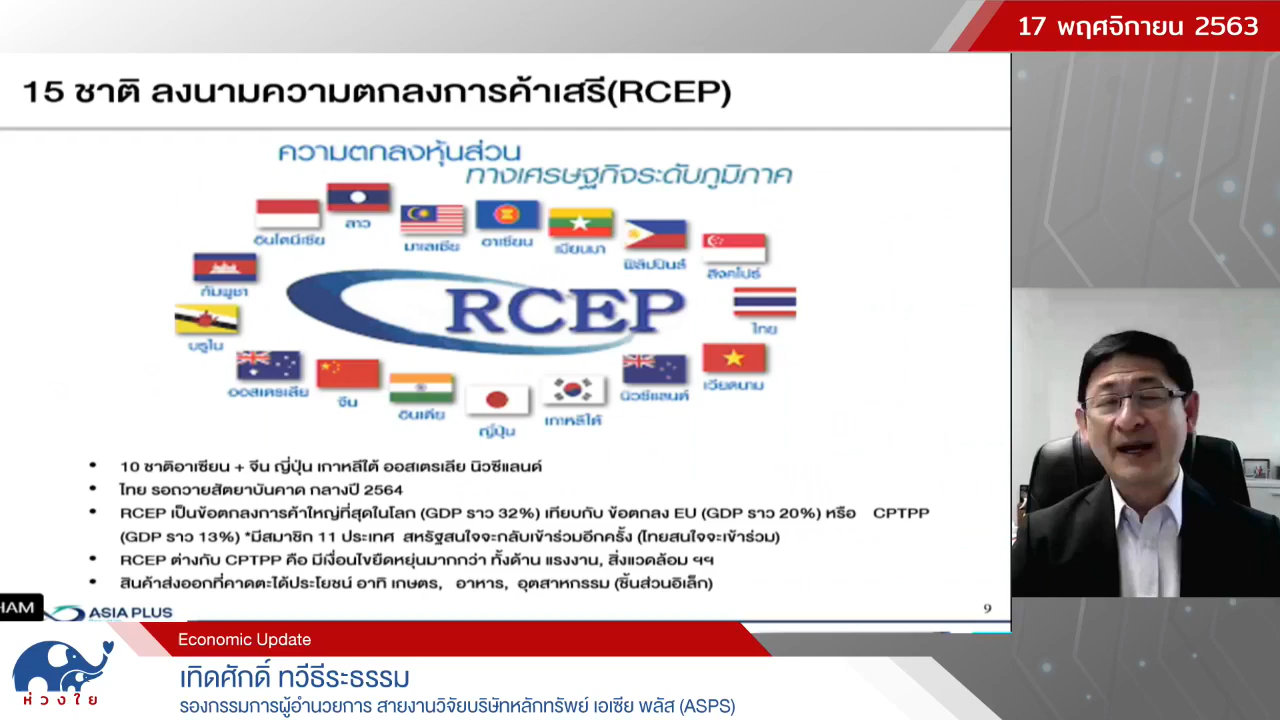 17 พฤศจิกายน 2563
15 ชาติ ลงนามความตกลงการค้าเสรี(RCEP)
ความตกลงหุ้นส่วน
ทางเศรษฐกิจระดับภูมิภาค
อินโดนีเซีย
ลาว
มาเลเซีย
อาเซียน
เมียนมา
ฟิลิปปินส์
สิงคโปร์
กัมพูชา
RCEP
ไทย
บรูไน
ออสเตรเลีย
จีน
อินเดีย
ญี่ปุ่น
เกาหลีใต้
นิวซีแลนด์
เวียดนาม
• 10 ชาติอาเซียน + จีน ญี่ปุ่น เกาหลีใต้ ออสเตรเลีย นิวซีแลนด์
• ไทย รอถวายสัตยาบันคาด กลางปี 2564
• RCEP เป็นข้อตกลงการค้าใหญ่ที่สุดในโลก (GDP ราว 32%) เทียบกับ ข้อตกลง EU (GDP ราว 20%) หรือ CPTPP
(GDP ราว 13%) *มีสมาชิก 11 ประเทศ สหรัฐสนใจจะกลับเข้าร่วมอีกครั้ง (ไทยสนใจจะเข้าร่วม)
• RCEP ต่างกับ CPTPP คือ มีเงื่อนไขยืดหยุ่นมากกว่า ทั้งด้าน แรงงาน, สิ่งแวดล้อม ฯฯ
• สินค้าส่งออกที่คาดตะได้ประโยชน์ อาทิ เกษตร, อาหาร, อุตสาหกรรม (ชิ้นส่วนอิเล็ก)
HAM
ASIA PLUS
9
Economic Update
ห่วงใย
เทิดศักดิ์ ทวีธีระธรรม
รองกรรมการผู้อำนวยการ สายงานวิจัยบริษัทหลักทรัพย์ เอเซีย พลัส (ASPS)